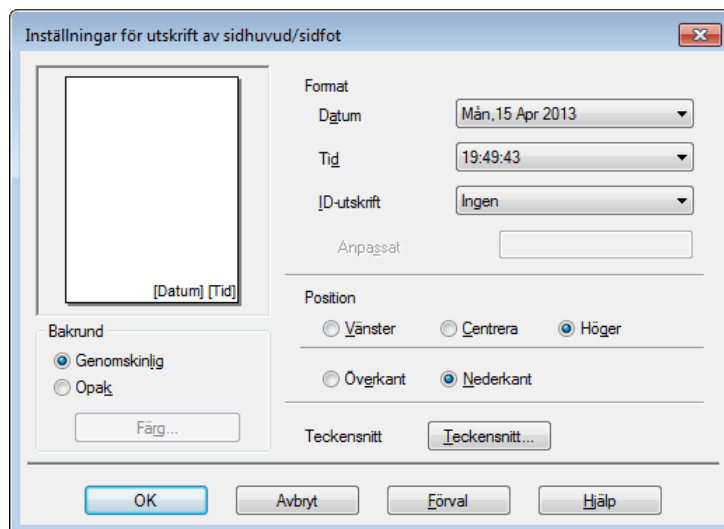 Inställningar för utskrift av sidhuvud/sidfot
[Datum] [Tid]
Bakrund
Genomskinlig
Opak
Färg...
Format
Datum Mån,15 Apr 2013
Tid 19:49:43
ID-utskrift Ingen
Anpassat
Position
Vänster Centrera Höger
Överkant Nederkant
Teckensnitt Teckensnitt...
OK Avbryt Förval Hjälp